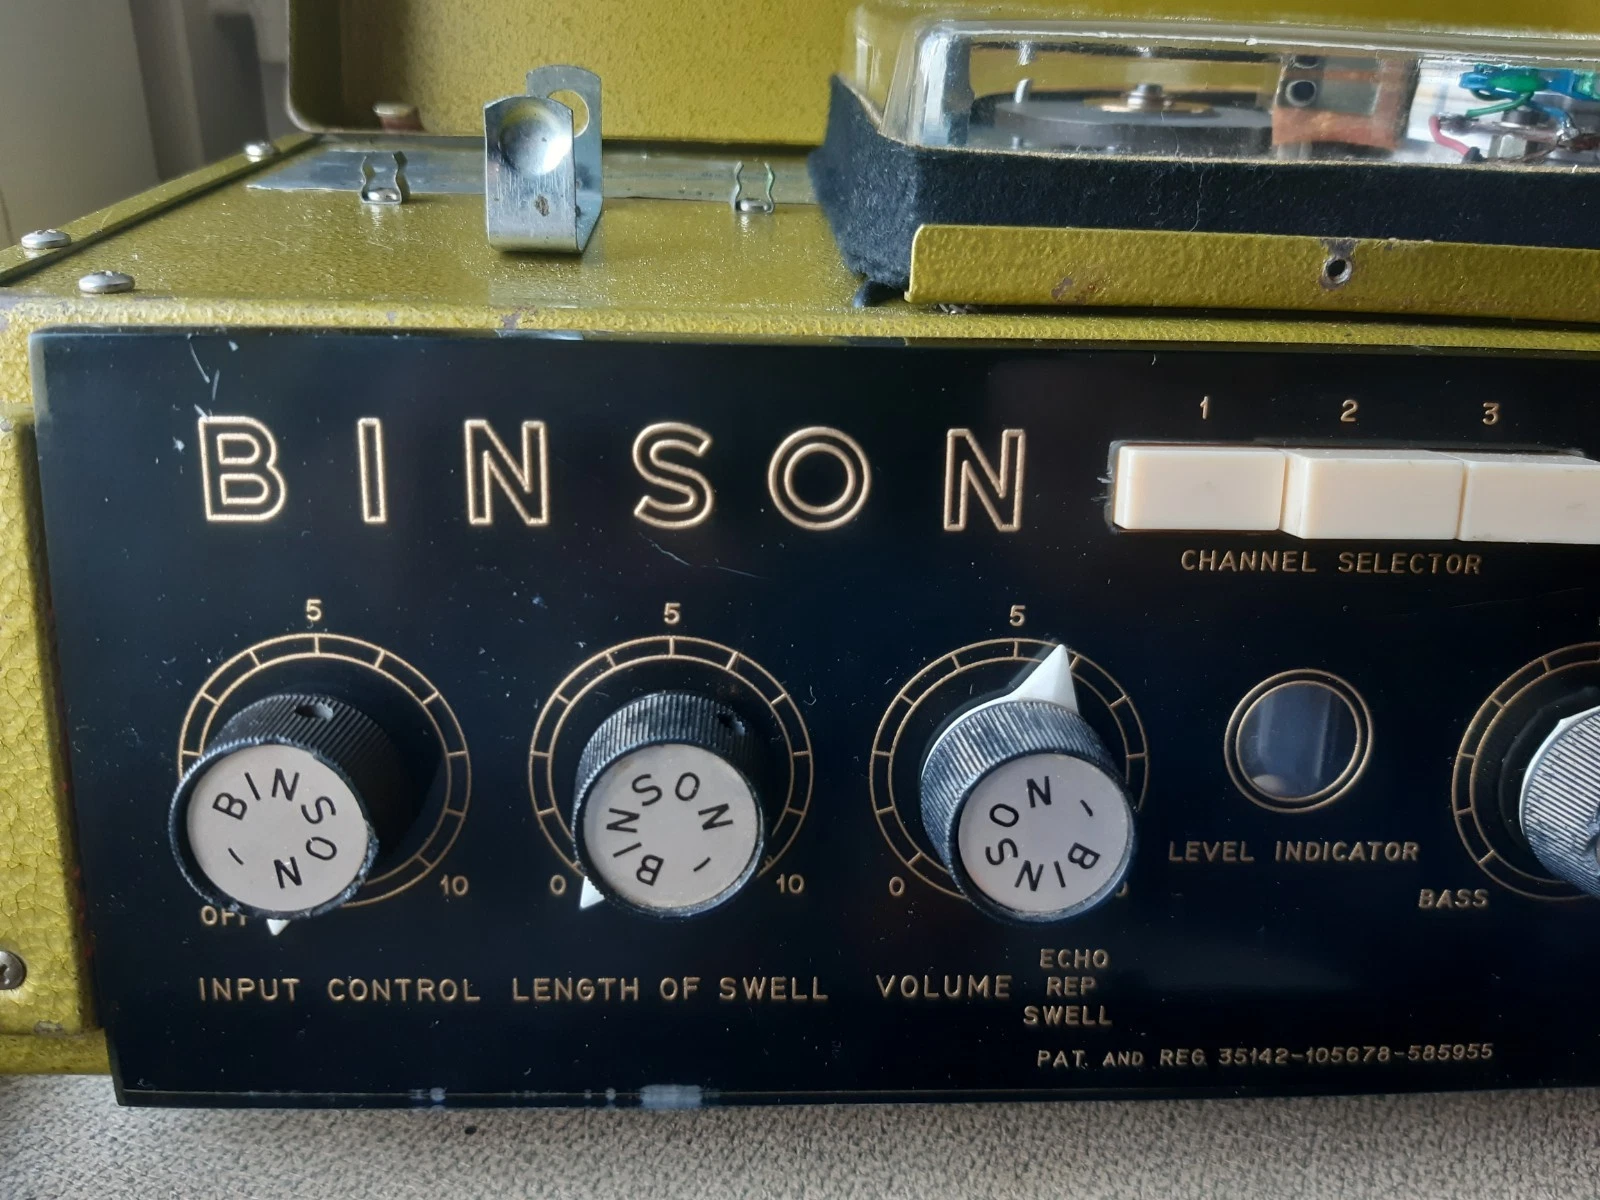 1 2 3
BINSON
CHANNEL SELECTOR
5 5 5
BINSON -
BINSON -
BINSON -
10 0 10 0
LEVEL INDICATOR
BASS
INPUT CONTROL LENGTH OF SWELL VOLUME
ECHO
REP
SWELL
PAT. AND REG. 35142-105678-585955